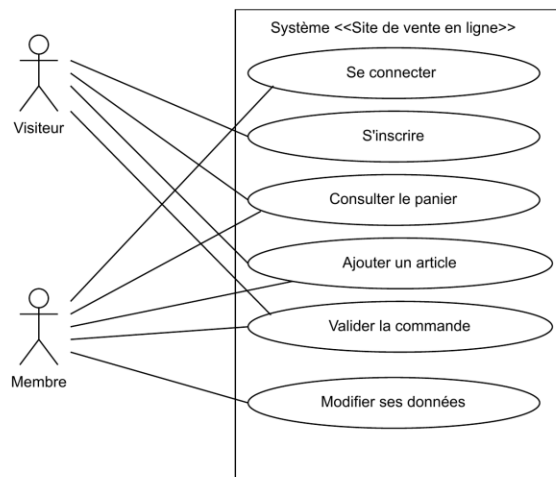 Système <<Site de vente en ligne>>
Se connecter
Visiteur
S'inscrire
Consulter le panier
Ajouter un article
Valider la commande
Membre
Modifier ses données